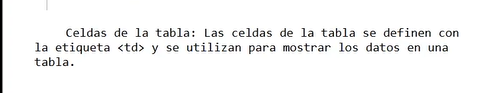 Celdas de la tabla: Las celdas de la tabla se definen con
la etiqueta <td> y se utilizan para mostrar los datos en una
tabla.